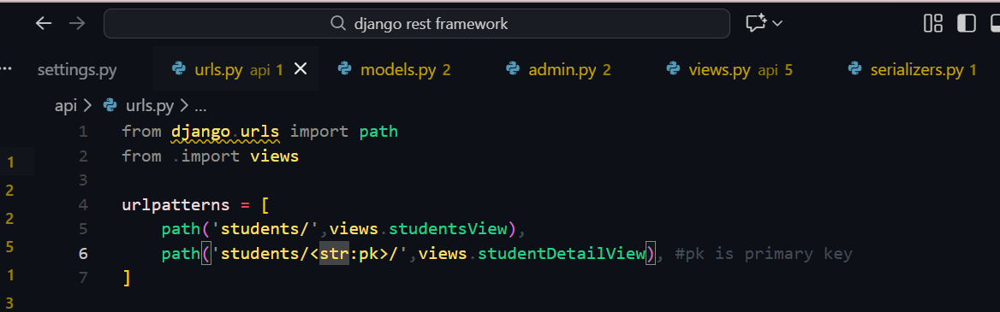 django rest framework
... settings.py urls.py api 1 models.py 2 admin.py 2 views.py api 5 serializers.py 1
api > urls.py > ...
1 from django.urls import path
1
2 from .import views
3
2
4 urlpatterns = [
2
5 path('students/',views.studentsView),
5
6 path('students/<str:pk>/',views.studentDetailView), #pk is primary key
1
7 ]
3